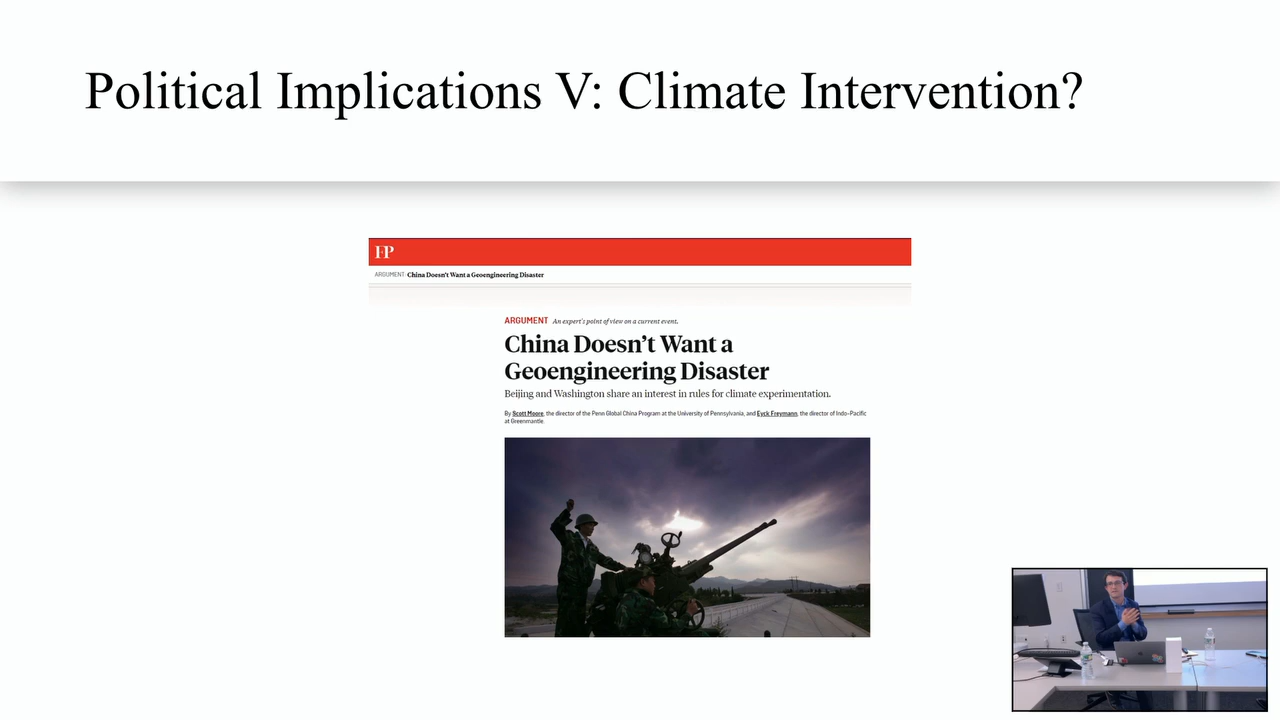 Political Implications V: Climate Intervention?
FP
ARGUMENT China Doesn't Want a Geoengineering Disaster
ARGUMENT An expert's point of view on a current event.
China Doesn't Want a
Geoengineering Disaster
Beijing and Washington share an interest in rules for climate experimentation.
By Scott Moore, the director of the Penn Global China Program at the University of Pennsylvania, and Eyck Freymann, the director of Indo-Pacific
at Greenmantle.